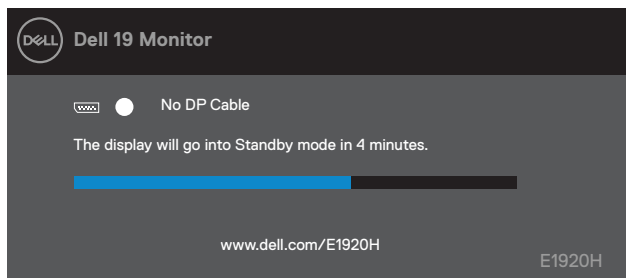 DELL
Dell 19 Monitor
No DP Cable
The display will go into Standby mode in 4 minutes.
www.dell.com/E1920H
E1920H